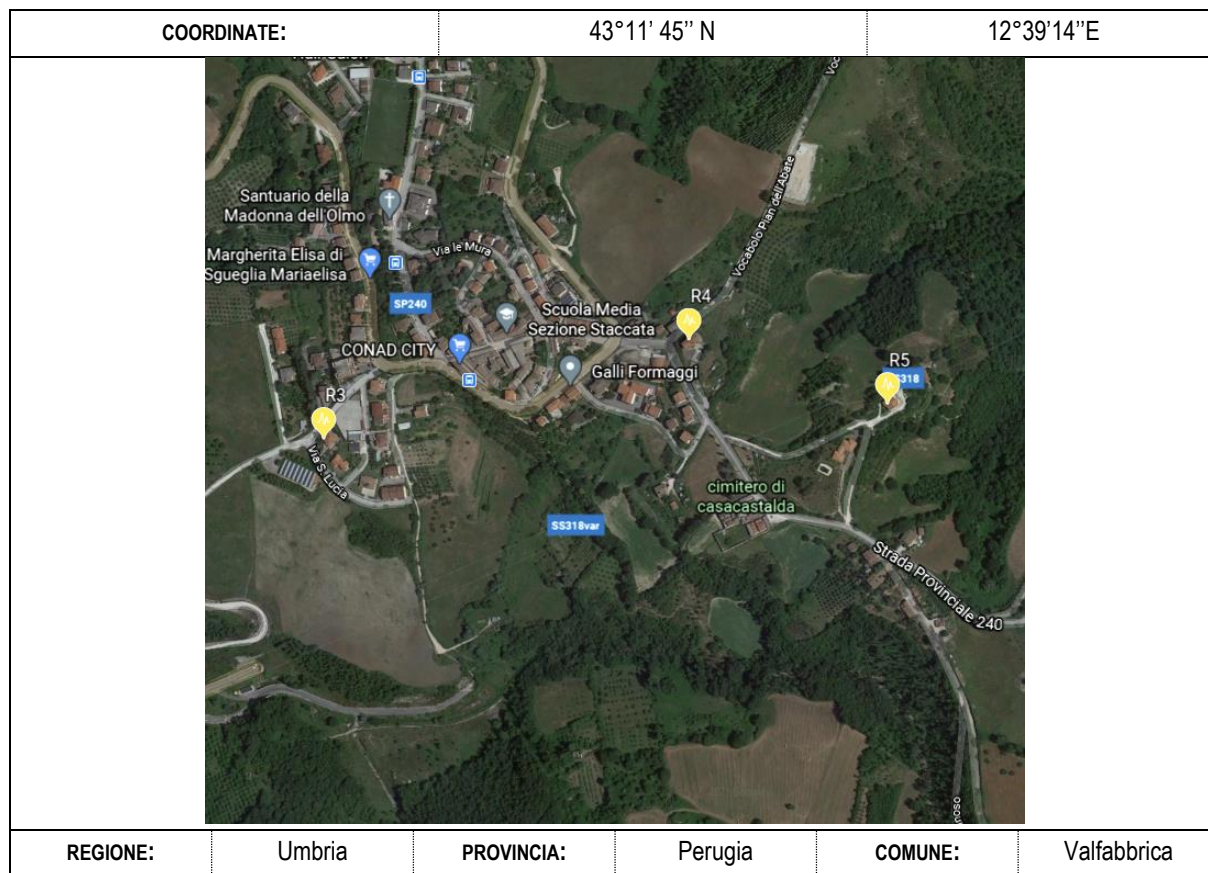 COORDINATE: 43°11' 45'' N 12°39'14''E
Santuario della
Madonna dell'Olmo
Margherita Elisa di
Sgueglia Mariaelisa
Via le Mura
SP240
Scuola Media
Sezione Staccata
CONAD CITY
Galli Formaggi
Vocabolo Pian dell'Abate
R4
R5
SS318
R3
Via S. Lucia
cimitero di
casacastalda
SS318var
Strada Provinciale 240
REGIONE: Umbria PROVINCIA: Perugia COMUNE: Valfabbrica